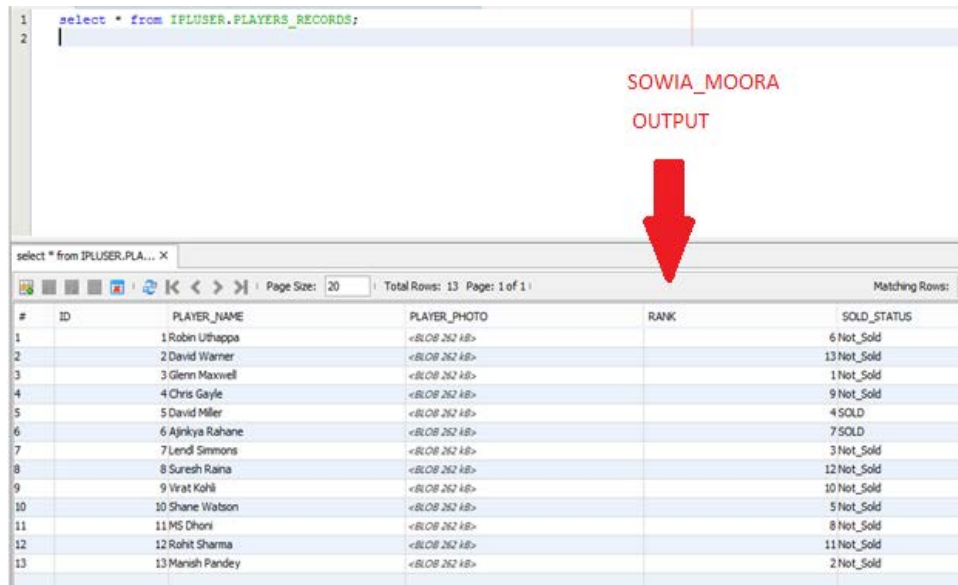 1 select * from IPLUSER.PLAYERS_RECORDS;
2
SOWIA_MOORA
OUTPUT
select * from IPLUSER.PLA... X
Page Size: 20 Total Rows: 13 Page: 1 of 1 Matching Rows:
# ID PLAYER_NAME PLAYER_PHOTO RANK SOLD_STATUS
1 1 Robin Uthappa <BLOB 262 kB> 6 Not_Sold
2 2 David Warner <BLOB 262 kB> 13 Not_Sold
3 3 Glenn Maxwell <BLOB 262 kB> 1 Not_Sold
4 4 Chris Gayle <BLOB 262 kB> 9 Not_Sold
5 5 David Miller <BLOB 262 kB> 4 SOLD
6 6 Ajinkya Rahane <BLOB 262 kB> 7 SOLD
7 7 Lendl Simmons <BLOB 262 kB> 3 Not_Sold
8 8 Suresh Raina <BLOB 262 kB> 12 Not_Sold
9 9 Virat Kohli <BLOB 262 kB> 10 Not_Sold
10 10 Shane Watson <BLOB 262 kB> 5 Not_Sold
11 11 MS Dhoni <BLOB 262 kB> 8 Not_Sold
12 12 Rohit Sharma <BLOB 262 kB> 11 Not_Sold
13 13 Manish Pandey <BLOB 262 kB> 2 Not_Sold